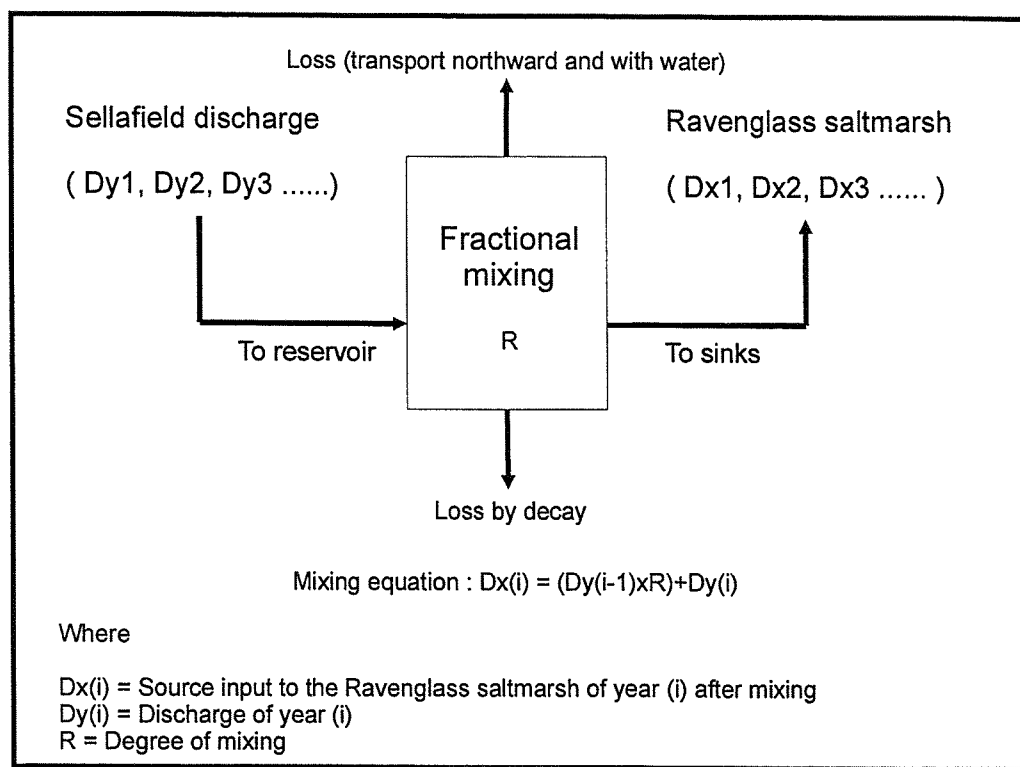 Loss (transport northward and with water)
Sellafield discharge
( Dy1, Dy2, Dy3 ......)
Ravenglass saltmarsh
( Dx1, Dx2, Dx3 ...... )
Fractional
mixing
R
To reservoir
To sinks
Loss by decay
Mixing equation : Dx(i) = (Dy(i-1)xR)+Dy(i)
Where
Dx(i) = Source input to the Ravenglass saltmarsh of year (i) after mixing
Dy(i) = Discharge of year (i)
R = Degree of mixing